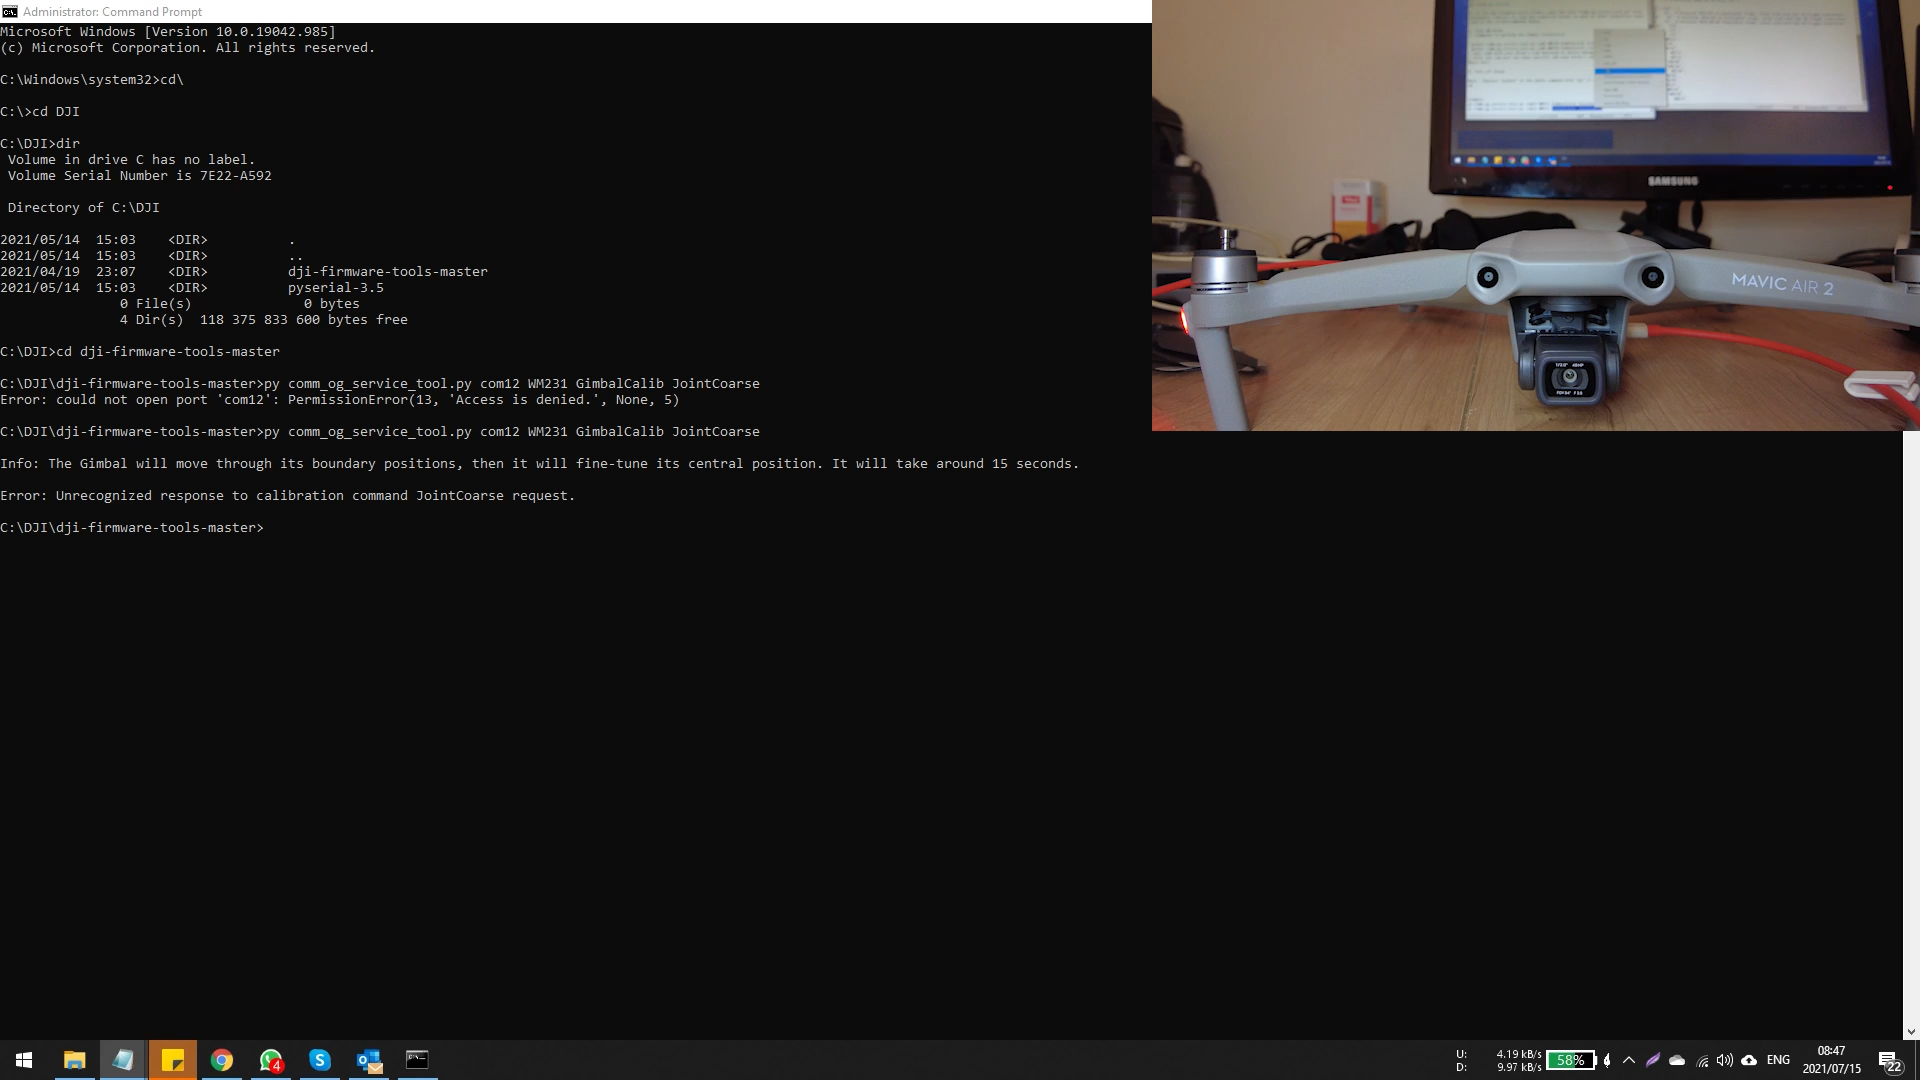 Administrator: Command Prompt
Microsoft Windows [Version 10.0.19042.985]
(c) Microsoft Corporation. All rights reserved.
C:\Windows\system32>cd\
C:\>cd DJI
C:\DJI>dir
 Volume in drive C has no label.
 Volume Serial Number is 7E22-A592
 Directory of C:\DJI
2021/05/14  15:03    <DIR>          .
2021/05/14  15:03    <DIR>          ..
2021/04/19  23:07    <DIR>          dji-firmware-tools-master
2021/05/14  15:03    <DIR>          pyserial-3.5
               0 File(s)              0 bytes
               4 Dir(s)  118 375 833 600 bytes free
C:\DJI>cd dji-firmware-tools-master
C:\DJI\dji-firmware-tools-master>py comm_og_service_tool.py com12 WM231 GimbalCalib JointCoarse
Error: could not open port 'com12': PermissionError(13, 'Access is denied.', None, 5)
C:\DJI\dji-firmware-tools-master>py comm_og_service_tool.py com12 WM231 GimbalCalib JointCoarse
Info: The Gimbal will move through its boundary positions, then it will fine-tune its central position. It will take around 15 seconds.
Error: Unrecognized response to calibration command JointCoarse request.
C:\DJI\dji-firmware-tools-master>
SAMSUNG
MAVIC AIR 2
4
U: 4.19 kB/s
D: 9.97 kB/s
58%
ENG
08:47
2021/07/15
22